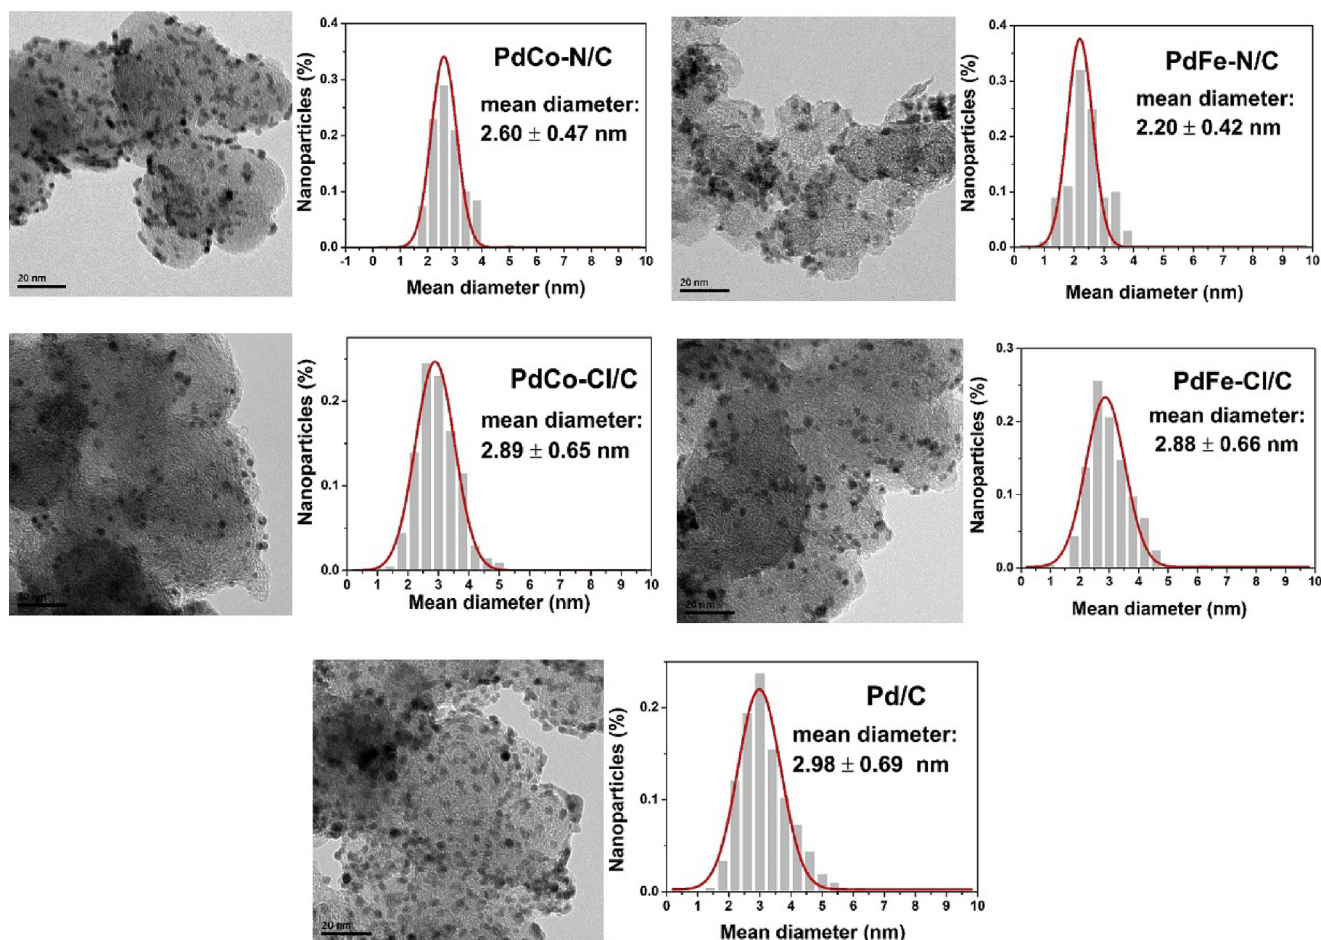 20 nm
Nanoparticles (%)
0.4
0.3
0.2
0.1
0.0
PdCo-N/C
mean diameter:
2.60 ± 0.47 nm
-1 0 1 2 3 4 5 6 7 8 9 10
Mean diameter (nm)
20 nm
Nanoparticles (%)
0.4
0.3
0.2
0.1
0.0
PdFe-N/C
mean diameter:
2.20 ± 0.42 nm
0 1 2 3 4 5 6 7 8 9 10
Mean diameter (nm)
Nanoparticles (%)
0.2
0.1
0.0
PdCo-Cl/C
mean diameter:
2.89 ± 0.65 nm
0 1 2 3 4 5 6 7 8 9 10
Mean diameter (nm)
20 nm
Nanoparticles (%)
0.3
0.2
0.1
0.0
PdFe-Cl/C
mean diameter:
2.88 ± 0.66 nm
0 1 2 3 4 5 6 7 8 9 10
Mean diameter (nm)
20 nm
Nanoparticles (%)
0.2
0.1
0.0
Pd/C
mean diameter:
2.98 ± 0.69 nm
0 1 2 3 4 5 6 7 8 9 10
Mean diameter (nm)